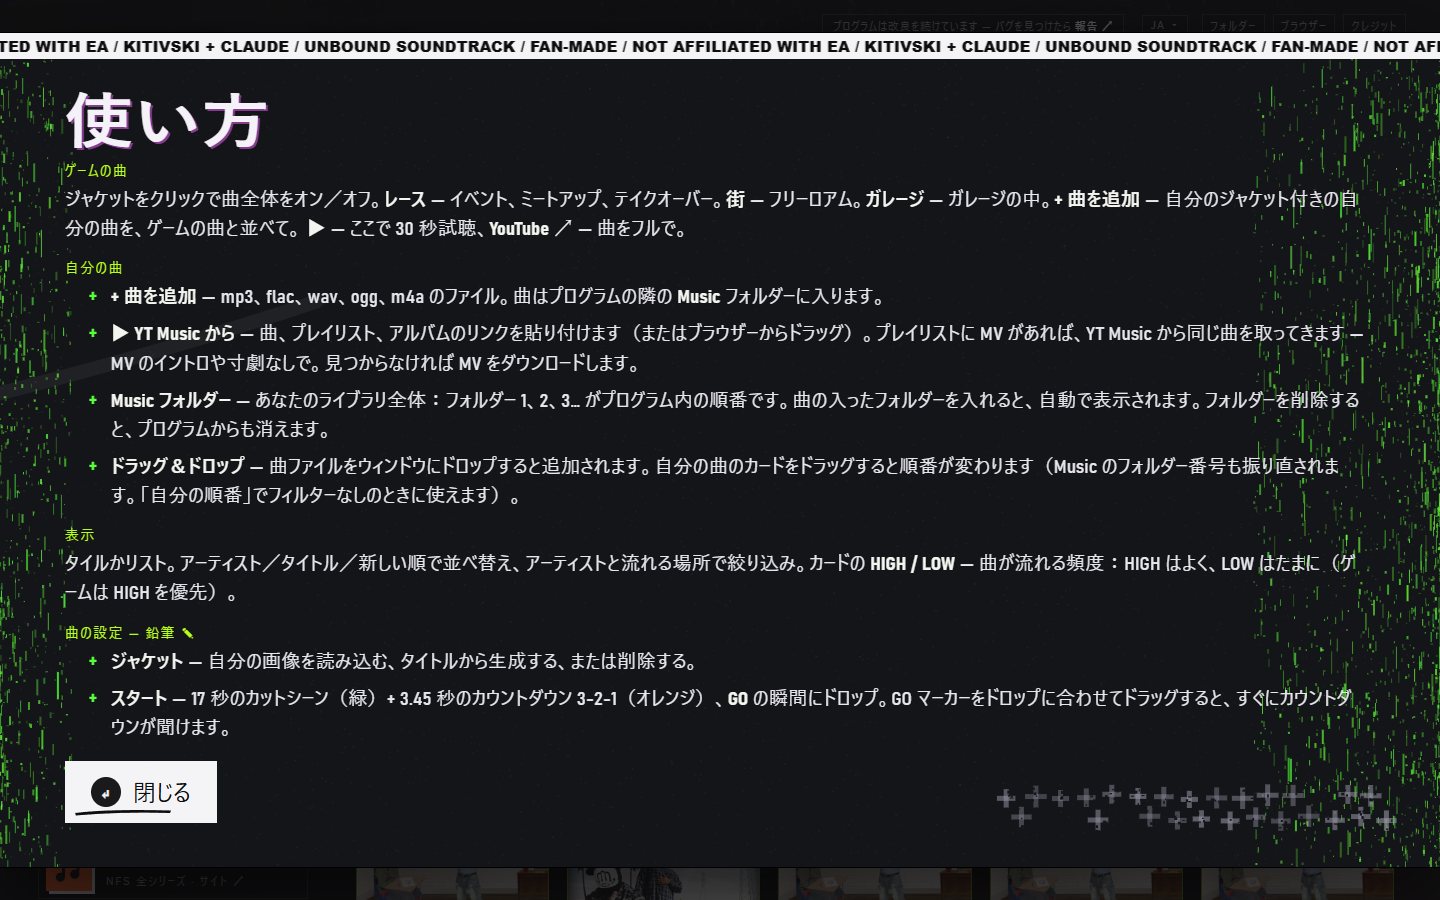 プログラムは改良を続けています — バグを見つけたら 報告 ↗ JA フォルダー ブラウザー クレジット
TED WITH EA / KITIVSKI + CLAUDE / UNBOUND SOUNDTRACK / FAN-MADE / NOT AFFILIATED WITH EA / KITIVSKI + CLAUDE / UNBOUND SOUNDTRACK / FAN-MADE / NOT AFF
使い方
ゲームの曲
ジャケットをクリックで曲全体をオン／オフ。レース — イベント、ミートアップ、テイクオーバー。街 — フリーロアム。ガレージ — ガレージの中。+ 曲を追加 — 自分のジャケット付きの自
分の曲を、ゲームの曲と並べて。 ▶ — ここで 30 秒試聴、YouTube ↗ — 曲をフルで。
自分の曲
+ + 曲を追加 — mp3、flac、wav、ogg、m4a のファイル。曲はプログラムの隣の Music フォルダーに入ります。
+ ▶ YT Music から — 曲、プレイリスト、アルバムのリンクを貼り付けます（またはブラウザーからドラッグ）。プレイリストに MV があれば、YT Music から同じ曲を取ってきます —
MV のイントロや寸劇なしで。見つからなければ MV をダウンロードします。
+ Music フォルダー — あなたのライブラリ全体：フォルダー 1、2、3… がプログラム内の順番です。曲の入ったフォルダーを入れると、自動で表示されます。フォルダーを削除する
と、プログラムからも消えます。
+ ドラッグ＆ドロップ — 曲ファイルをウィンドウにドロップすると追加されます。自分の曲のカードをドラッグすると順番が変わります（Music のフォルダー番号も振り直されま
す。「自分の順番」でフィルターなしのときに使えます）。
表示
タイルかリスト。アーティスト／タイトル／新しい順で並べ替え、アーティストと流れる場所で絞り込み。カードの HIGH / LOW — 曲が流れる頻度：HIGH はよく、LOW はたまに（ゲ
ームは HIGH を優先）。
曲の設定 — 鉛筆 ✎
+ ジャケット — 自分の画像を読み込む、タイトルから生成する、または削除する。
+ スタート — 17 秒のカットシーン（緑）+ 3.45 秒のカウントダウン 3-2-1（オレンジ）、GO の瞬間にドロップ。GO マーカーをドロップに合わせてドラッグすると、すぐにカウントダ
ウンが聞けます。
閉じる
NFS 全シリーズ - サイト ↗